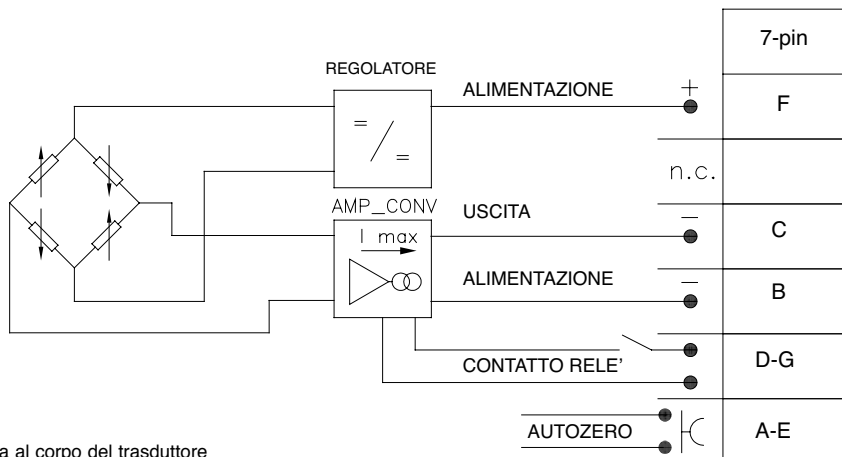 7-pin
REGOLATORE
ALIMENTAZIONE
+
F
=
/
=
n.c.
AMP_CONV
I max
USCITA
−
C
ALIMENTAZIONE
−
B
CONTATTO RELE’
D-G
AUTOZERO
A-E
a al corpo del trasduttore